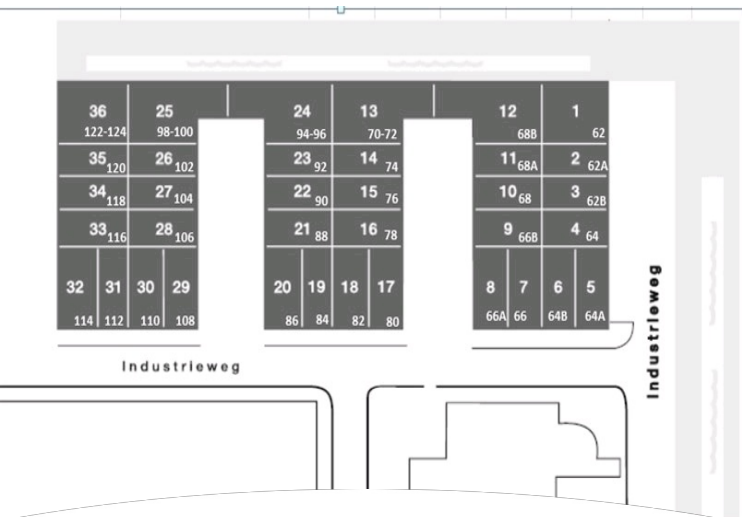 36 25 24 13 12 1
122-124 98-100 94-96 70-72 68B 62
35 120 26 102 23 92 14 74 11 68A 2 62A
34 118 27 104 22 90 15 76 10 68 3 62B
33 116 28 106 21 88 16 78 9 66B 4 64
32 31 30 29 20 19 18 17 8 7 6 5
114 112 110 108 86 84 82 80 66A 66 64B 64A
Industrieweg
Industrieweg